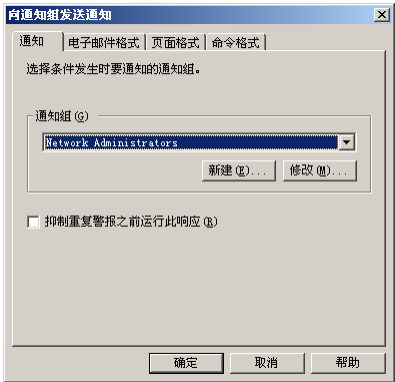 向通知组发送通知
通知 电子邮件格式 页面格式 命令格式
选择条件发生时要通知的通知组。
通知组(G)
Network Administrators
新建(E)... 修改(M)...
抑制重复警报之前运行此响应(R)
确定 取消 帮助